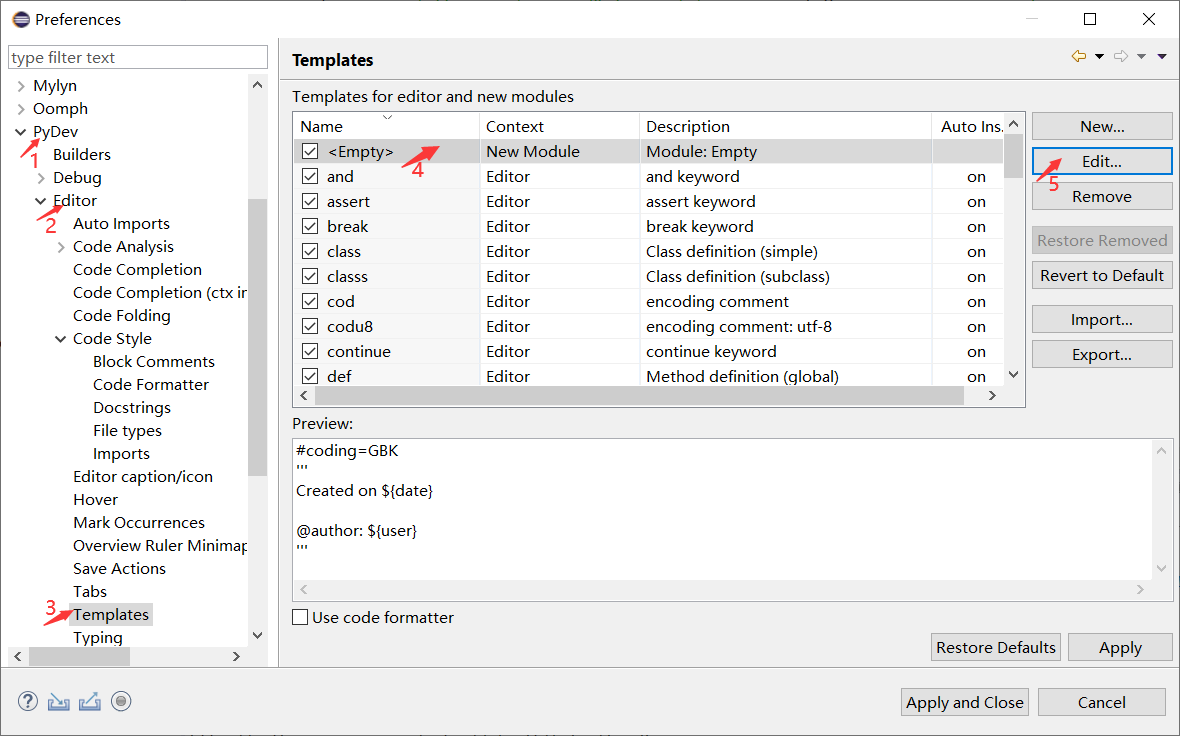 Preferences
type filter text
Mylyn
Oomph
PyDev
1
Builders
Debug
Editor
2
Auto Imports
Code Analysis
Code Completion
Code Completion (ctx in
Code Folding
Code Style
Block Comments
Code Formatter
Docstrings
File types
Imports
Editor caption/icon
Hover
Mark Occurrences
Overview Ruler Minimap
Save Actions
Tabs
3
Templates
Typing
Templates
Templates for editor and new modules
Name Context Description Auto Ins.
<Empty> New Module Module: Empty
4
and Editor and keyword on
assert Editor assert keyword on
break Editor break keyword on
class Editor Class definition (simple) on
classs Editor Class definition (subclass) on
cod Editor encoding comment on
codu8 Editor encoding comment: utf-8 on
continue Editor continue keyword on
def Editor Method definition (global) on
New...
Edit...
5
Remove
Restore Removed
Revert to Default
Import...
Export...
Preview:
#coding=GBK
'''
Created on ${date}
@author: ${user}
'''
Use code formatter
Restore Defaults
Apply
Apply and Close
Cancel